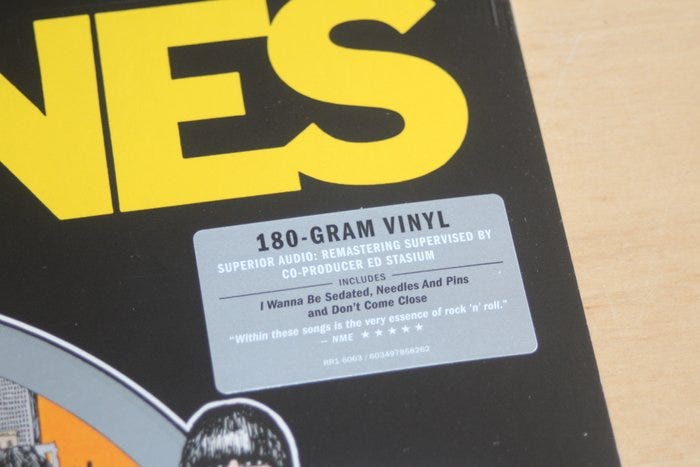 NES
180-GRAM VINYL
SUPERIOR AUDIO: REMASTERING SUPERVISED BY
CO-PRODUCER ED STASIUM
INCLUDES
I Wanna Be Sedated, Needles And Pins
and Don't Come Close
"Within these songs is the very essence of rock 'n' roll."
— NME ★★★★★
RR1 6063 / 603497858262